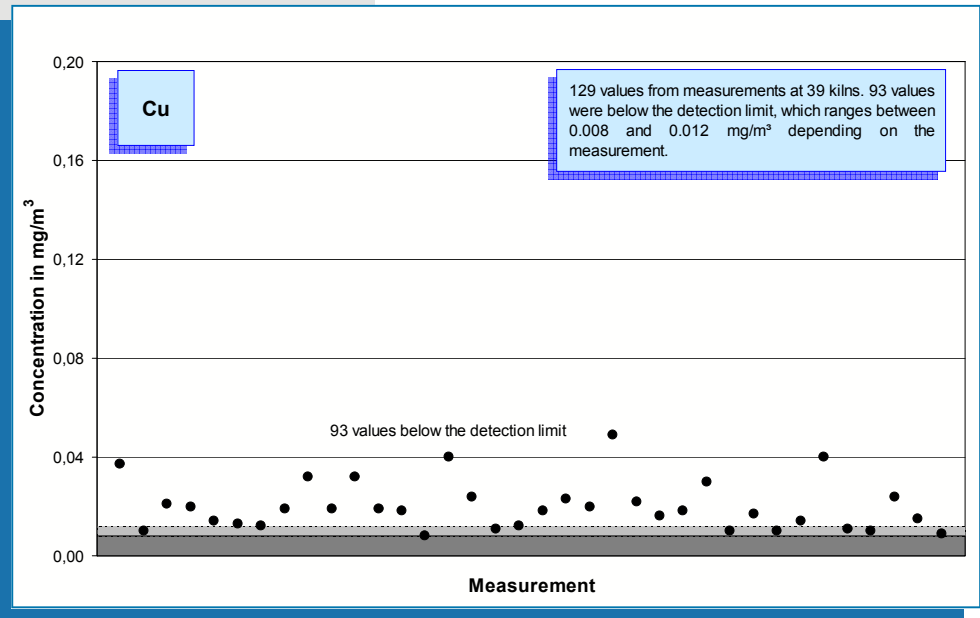 0,20
Cu
129 values from measurements at 39 kilns. 93 values
were below the detection limit, which ranges between
0.008 and 0.012 mg/m³ depending on the
measurement.
0,16
0,12
Concentration in mg/m³
0,08
93 values below the detection limit
0,04
0,00
Measurement